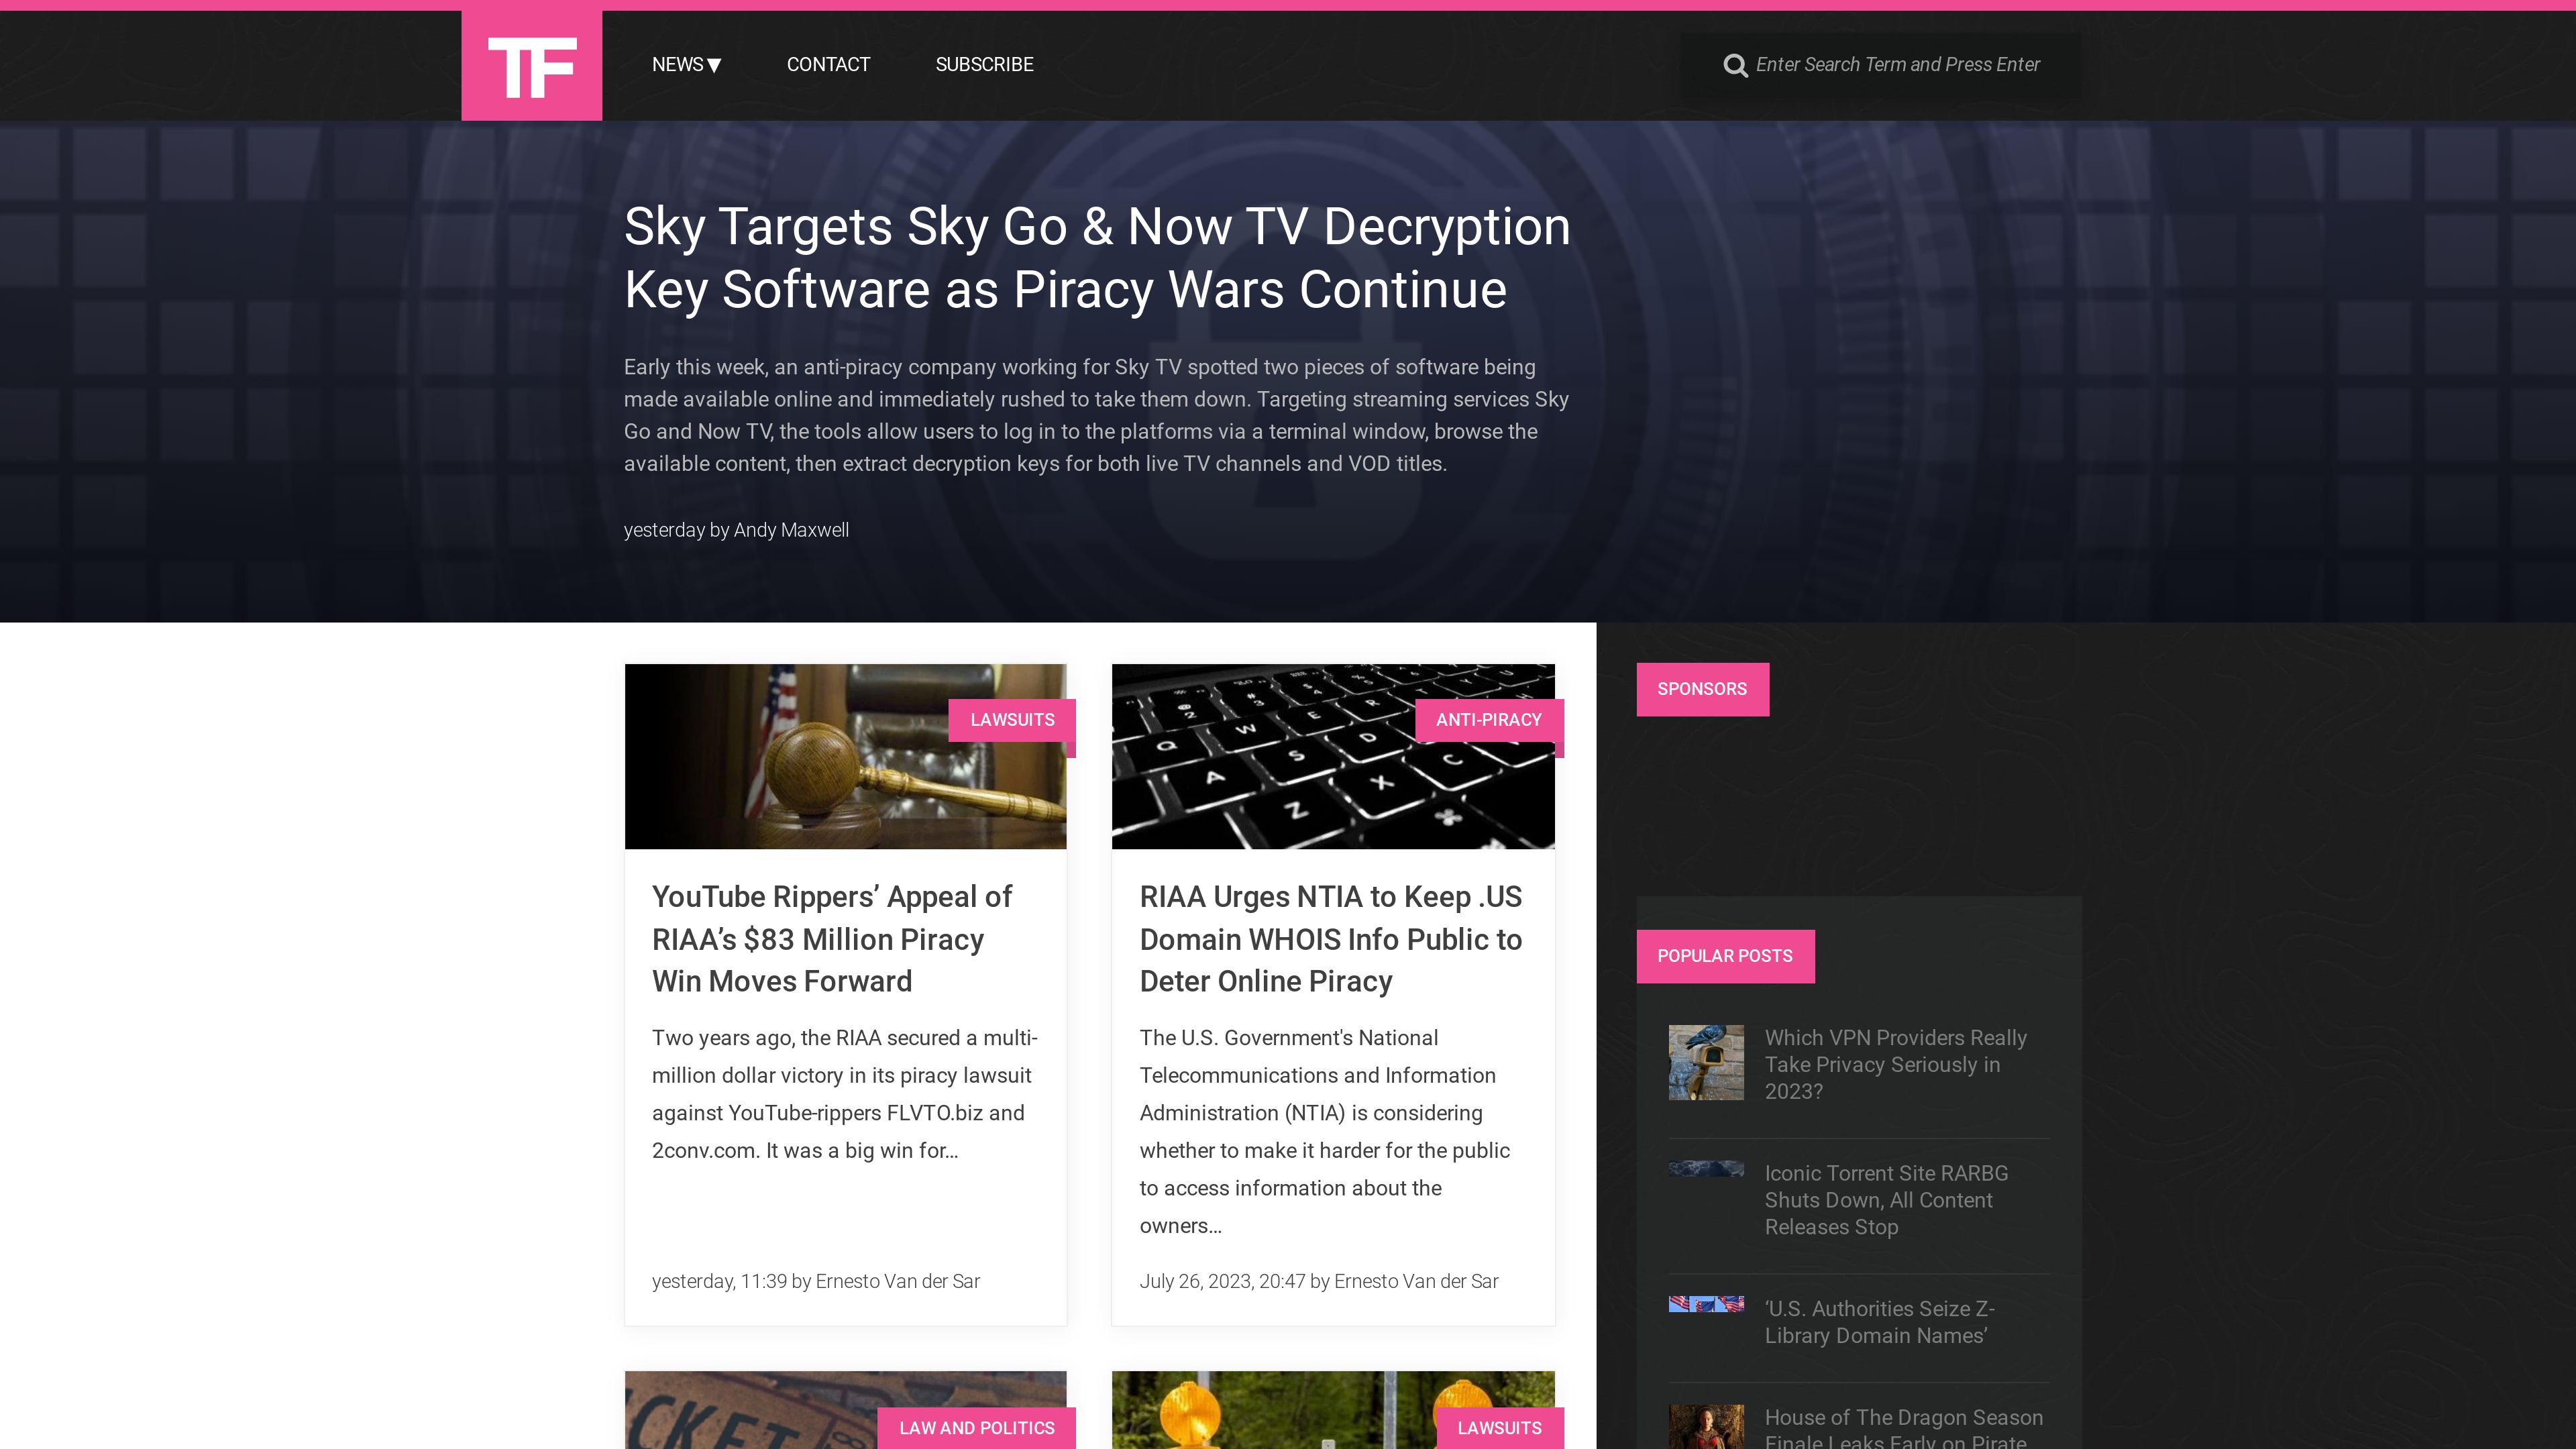 TF
NEWS▼
CONTACT
SUBSCRIBE
Enter Search Term and Press Enter
Sky Targets Sky Go & Now TV Decryption
Key Software as Piracy Wars Continue
Early this week, an anti-piracy company working for Sky TV spotted two pieces of software being
made available online and immediately rushed to take them down. Targeting streaming services Sky
Go and Now TV, the tools allow users to log in to the platforms via a terminal window, browse the
available content, then extract decryption keys for both live TV channels and VOD titles.
yesterday by Andy Maxwell
LAWSUITS
YouTube Rippers’ Appeal of
RIAA’s $83 Million Piracy
Win Moves Forward
Two years ago, the RIAA secured a multi-
million dollar victory in its piracy lawsuit
against YouTube-rippers FLVTO.biz and
2conv.com. It was a big win for...
yesterday, 11:39 by Ernesto Van der Sar
ANTI-PIRACY
Q W E R T Y U
A S D
Z X C
RIAA Urges NTIA to Keep .US
Domain WHOIS Info Public to
Deter Online Piracy
The U.S. Government's National
Telecommunications and Information
Administration (NTIA) is considering
whether to make it harder for the public
to access information about the
owners...
July 26, 2023, 20:47 by Ernesto Van der Sar
LAW AND POLITICS
CKET
LAWSUITS
SPONSORS
POPULAR POSTS
Which VPN Providers Really
Take Privacy Seriously in
2023?
Iconic Torrent Site RARBG
Shuts Down, All Content
Releases Stop
‘U.S. Authorities Seize Z-
Library Domain Names’
House of The Dragon Season
Finale Leaks Early on Pirate